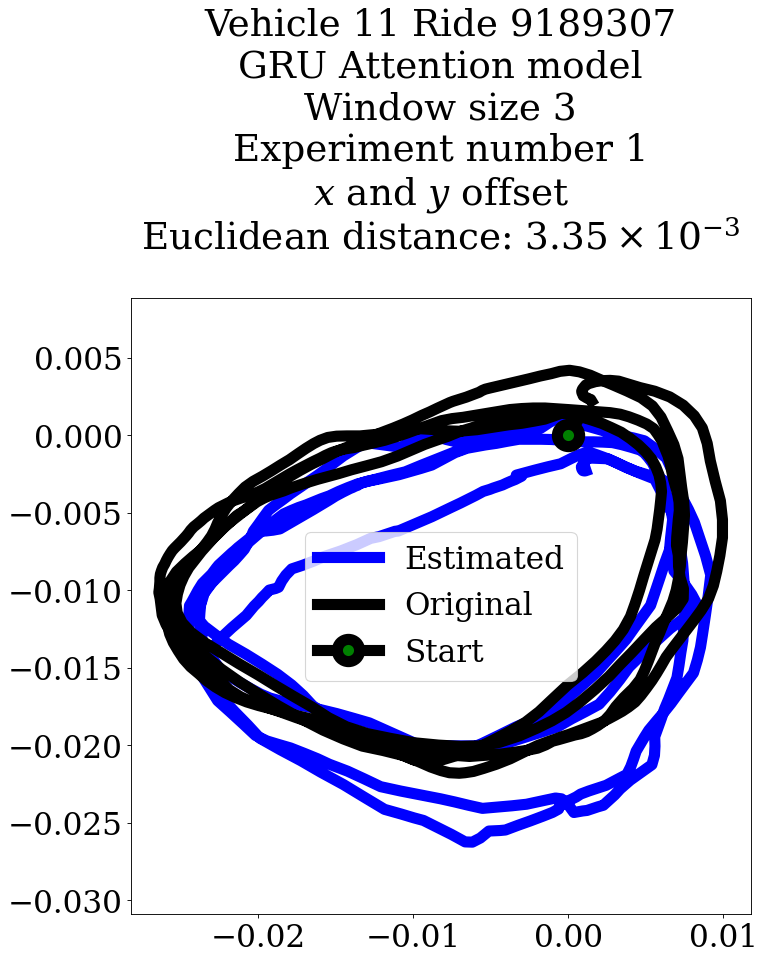 Vehicle 11 Ride 9189307
GRU Attention model
Window size 3
Experiment number 1
x and y offset
Euclidean distance: 3.35 × 10⁻³
0.005
0.000
−0.005
−0.010
−0.015
−0.020
−0.025
−0.030
Estimated
Original
Start
−0.02 −0.01 0.00 0.01